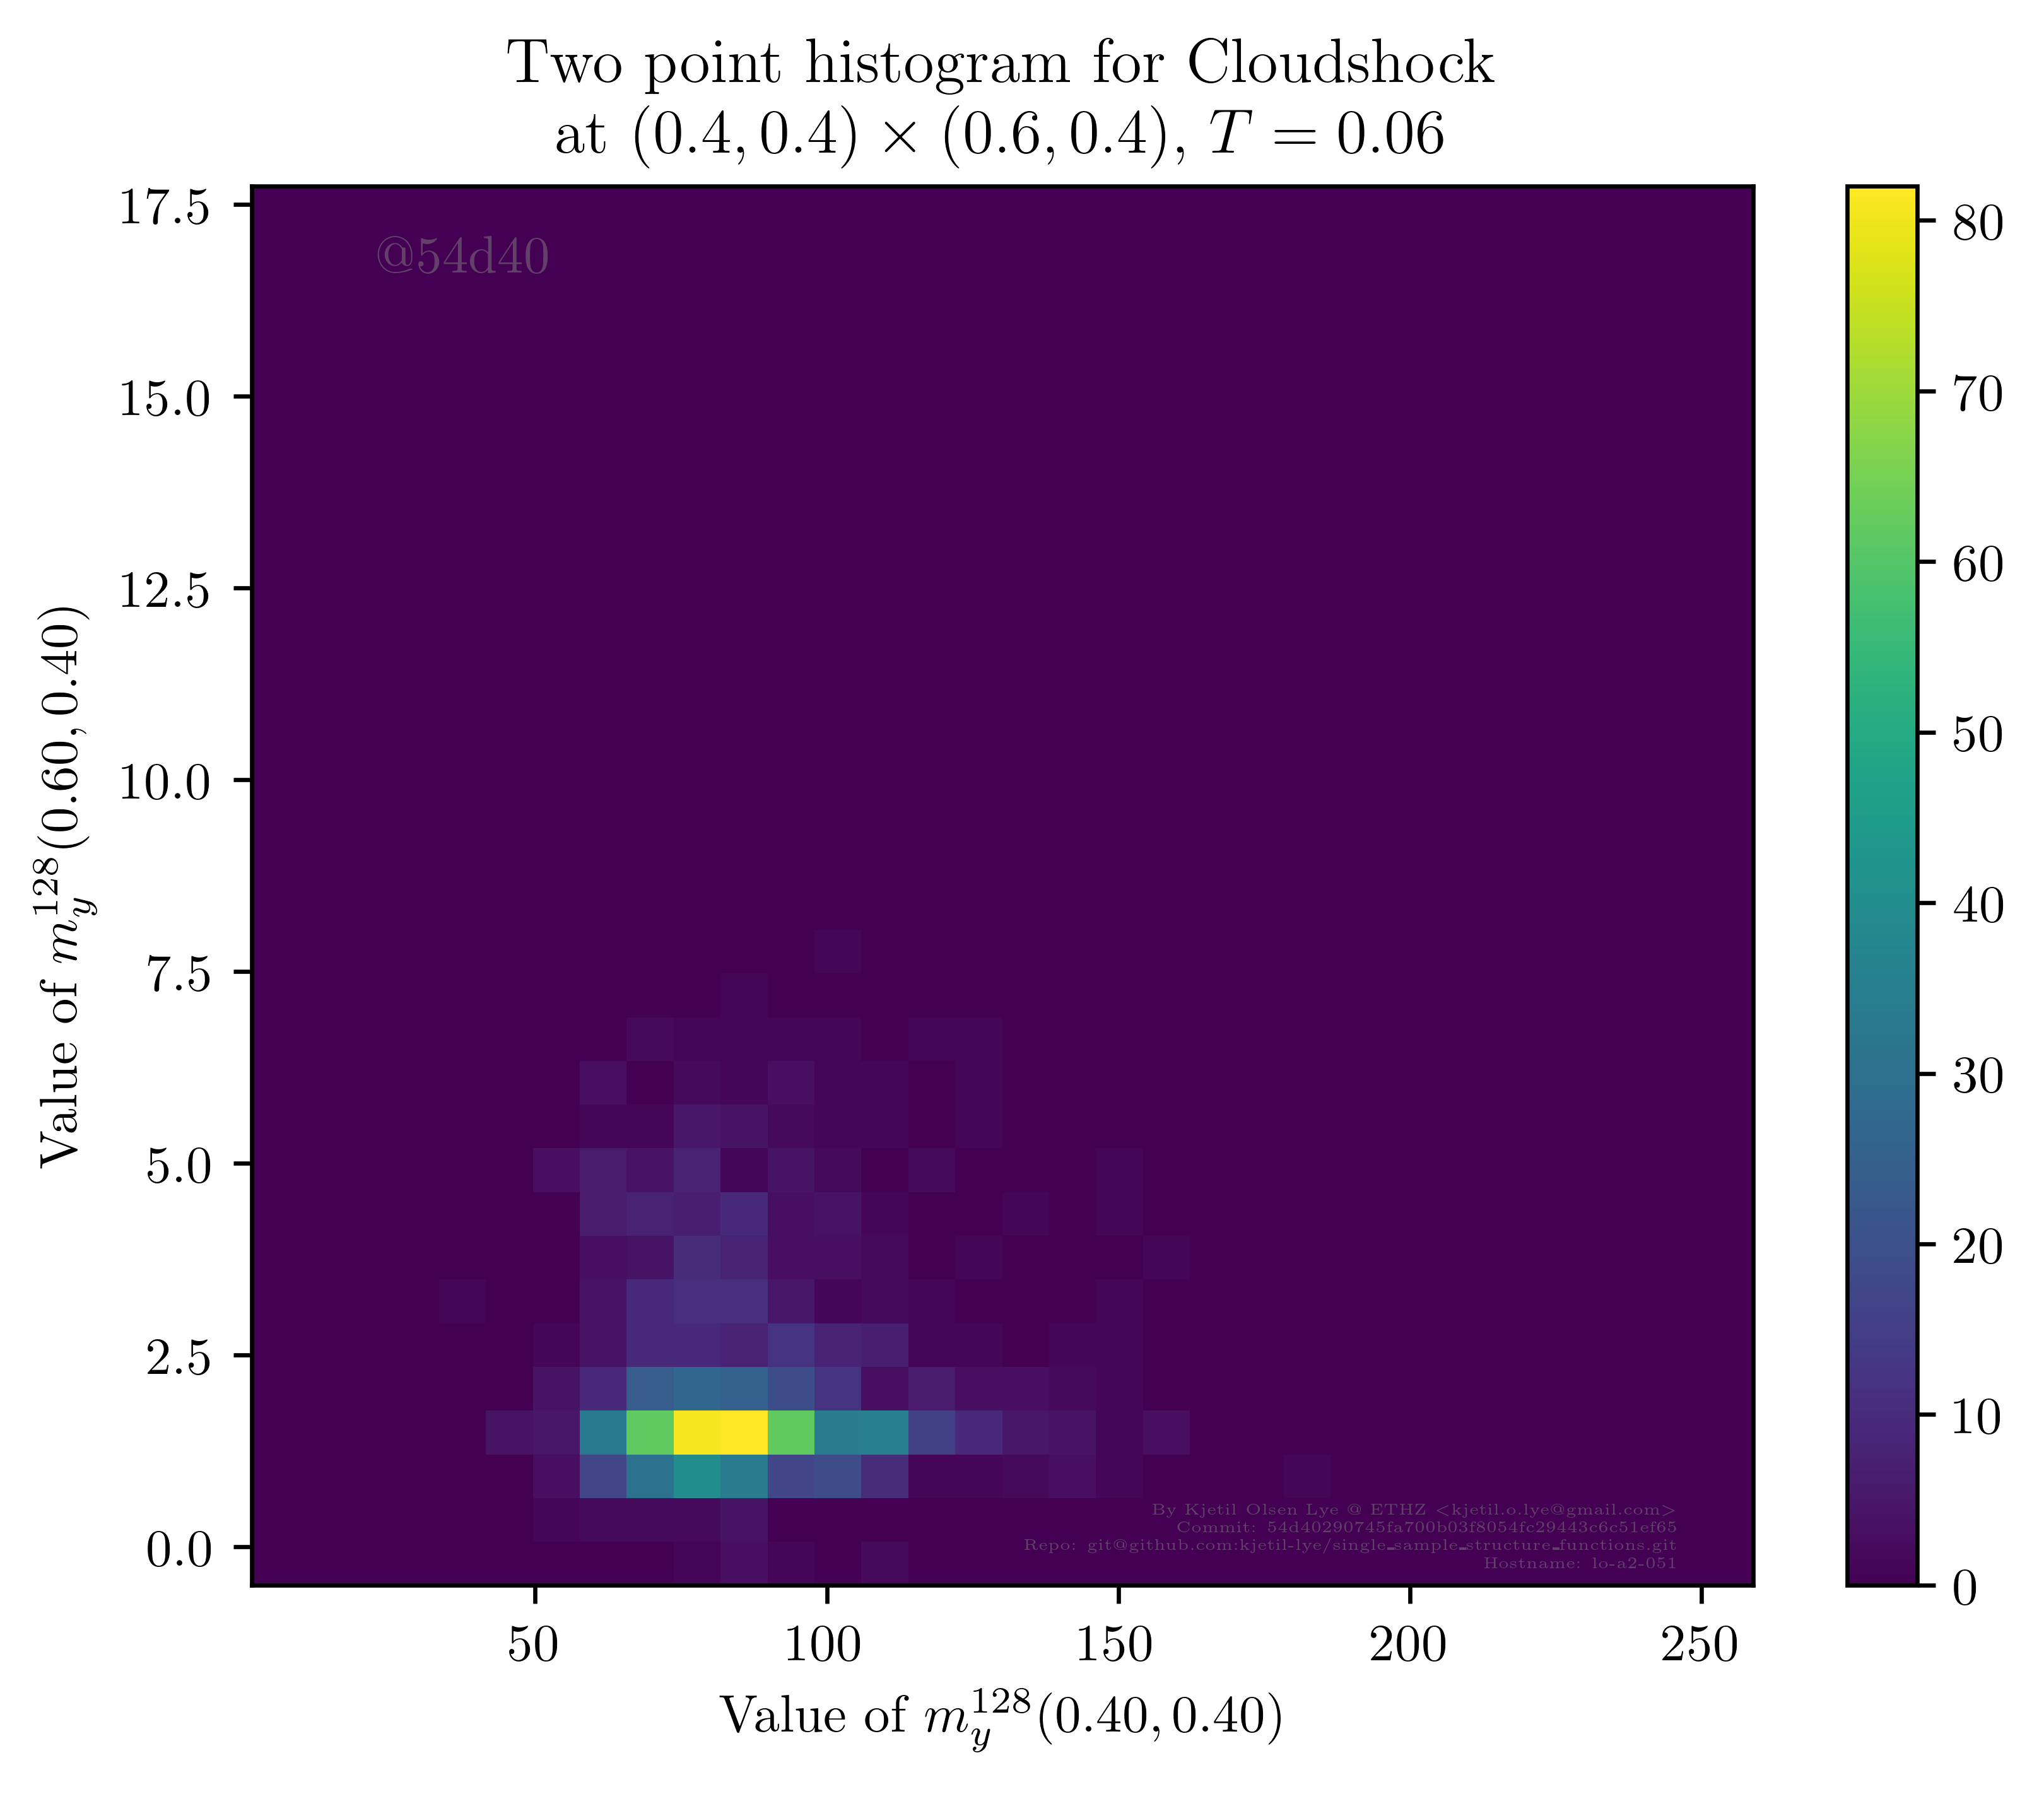 Two point histogram for Cloudshock
at (0.4, 0.4) × (0.6, 0.4), T = 0.06
@54d40
17.5
15.0
12.5
10.0
7.5
5.0
2.5
0.0
Value of m_y^128(0.60, 0.40)
50 100 150 200 250
Value of m_y^128(0.40, 0.40)
80
70
60
50
40
30
20
10
0
By Kjetil Olsen Lye @ ETHZ <kjetil.o.lye@gmail.com>
Commit: 54d40290745fa700b03f8054fc29443c6c51ef65
Repo: git@github.com:kjetil-lye/single_sample_structure_functions.git
Hostname: lo-a2-051